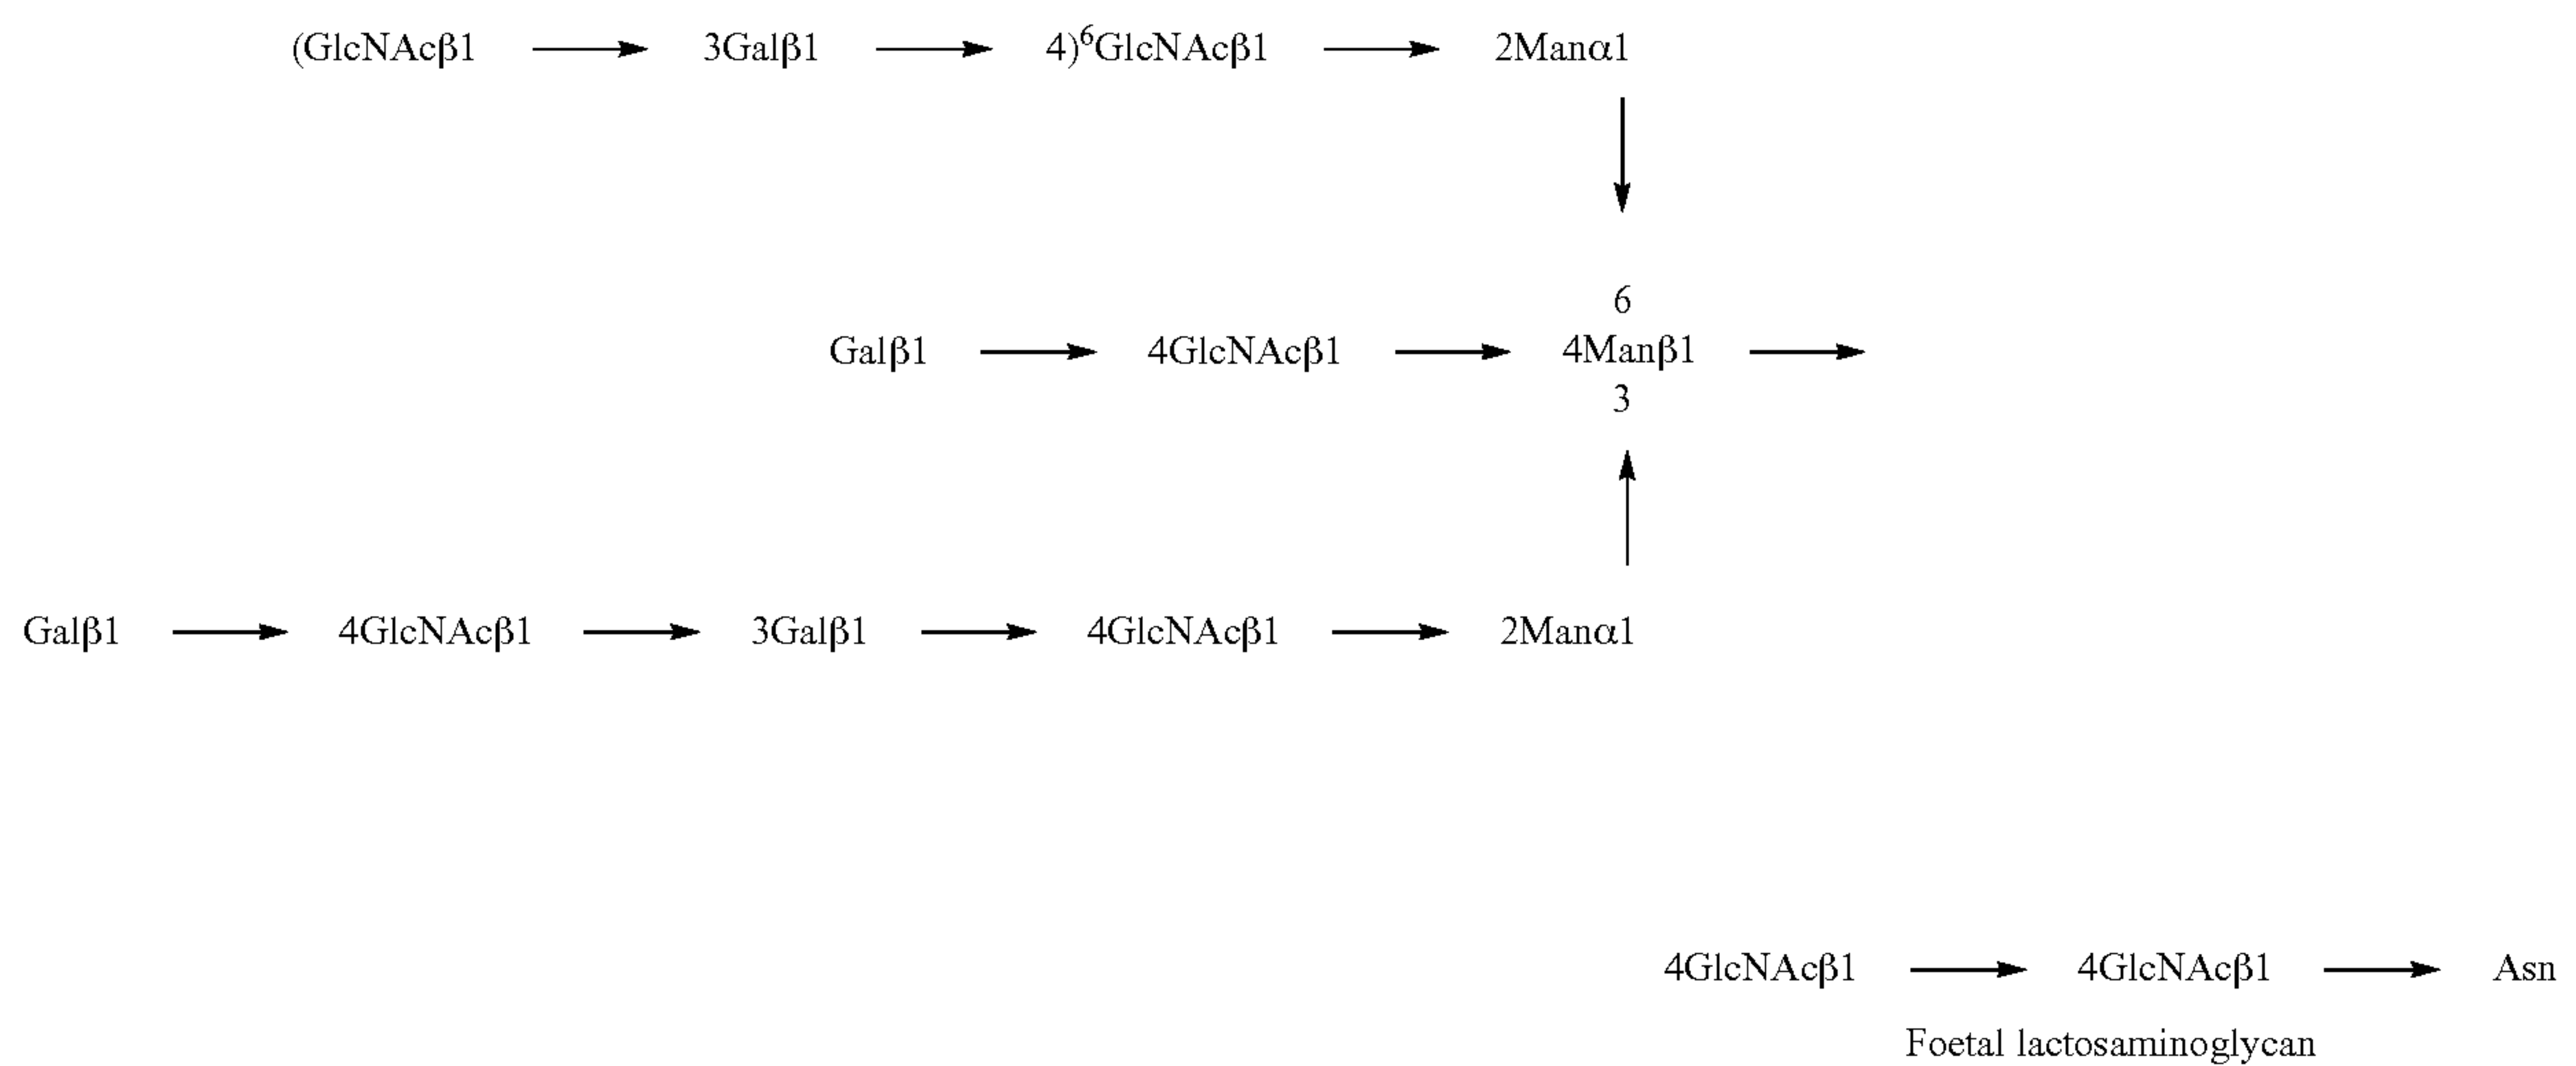 (GlcNAcβ1 → 3Galβ1 → 4)⁶GlcNAcβ1 → 2Manα1
6
Galβ1 → 4GlcNAcβ1 → 4Manβ1 →
3
Galβ1 → 4GlcNAcβ1 → 3Galβ1 → 4GlcNAcβ1 → 2Manα1
4GlcNAcβ1 → 4GlcNAcβ1 → Asn
Foetal lactosaminoglycan